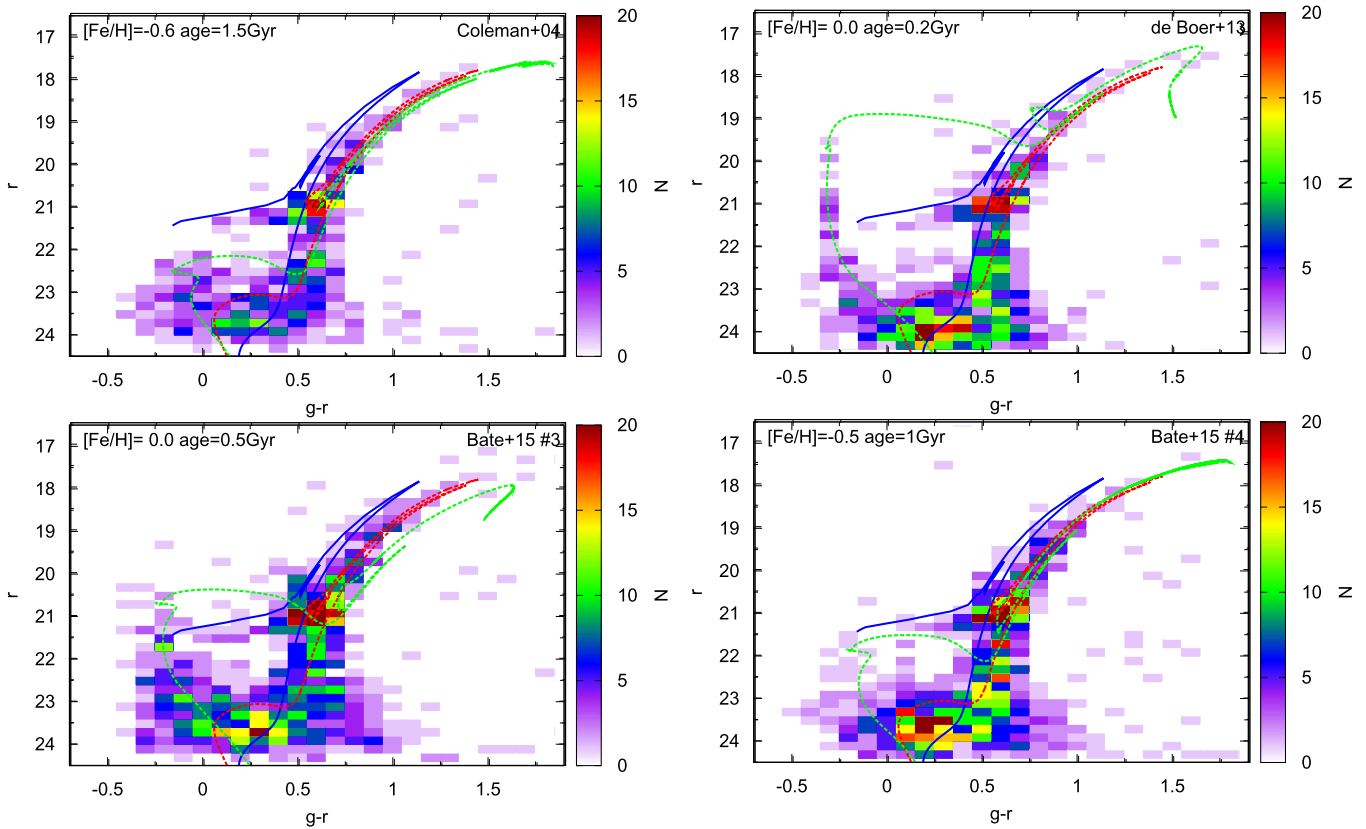 [Fe/H]=-0.6 age=1.5Gyr Coleman+04
17
18
19
20
21
22
23
24
r
-0.5 0 0.5 1 1.5
g-r
20
15
10
5
0
N
[Fe/H]= 0.0 age=0.2Gyr de Boer+13
17
18
19
20
21
22
23
24
r
-0.5 0 0.5 1 1.5
g-r
20
15
10
5
0
N
[Fe/H]= 0.0 age=0.5Gyr Bate+15 #3
17
18
19
20
21
22
23
24
r
-0.5 0 0.5 1 1.5
g-r
20
15
10
5
0
N
[Fe/H]=-0.5 age=1Gyr Bate+15 #4
17
18
19
20
21
22
23
24
r
-0.5 0 0.5 1 1.5
g-r
20
15
10
5
0
N